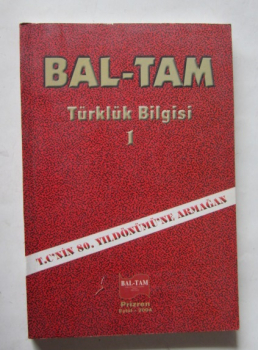 BAL-TAM
Türklük Bilgisi
1
T.C'NİN 80. YILDÖNÜMÜ'NE ARMAĞAN
BAL-TAM
Prizren